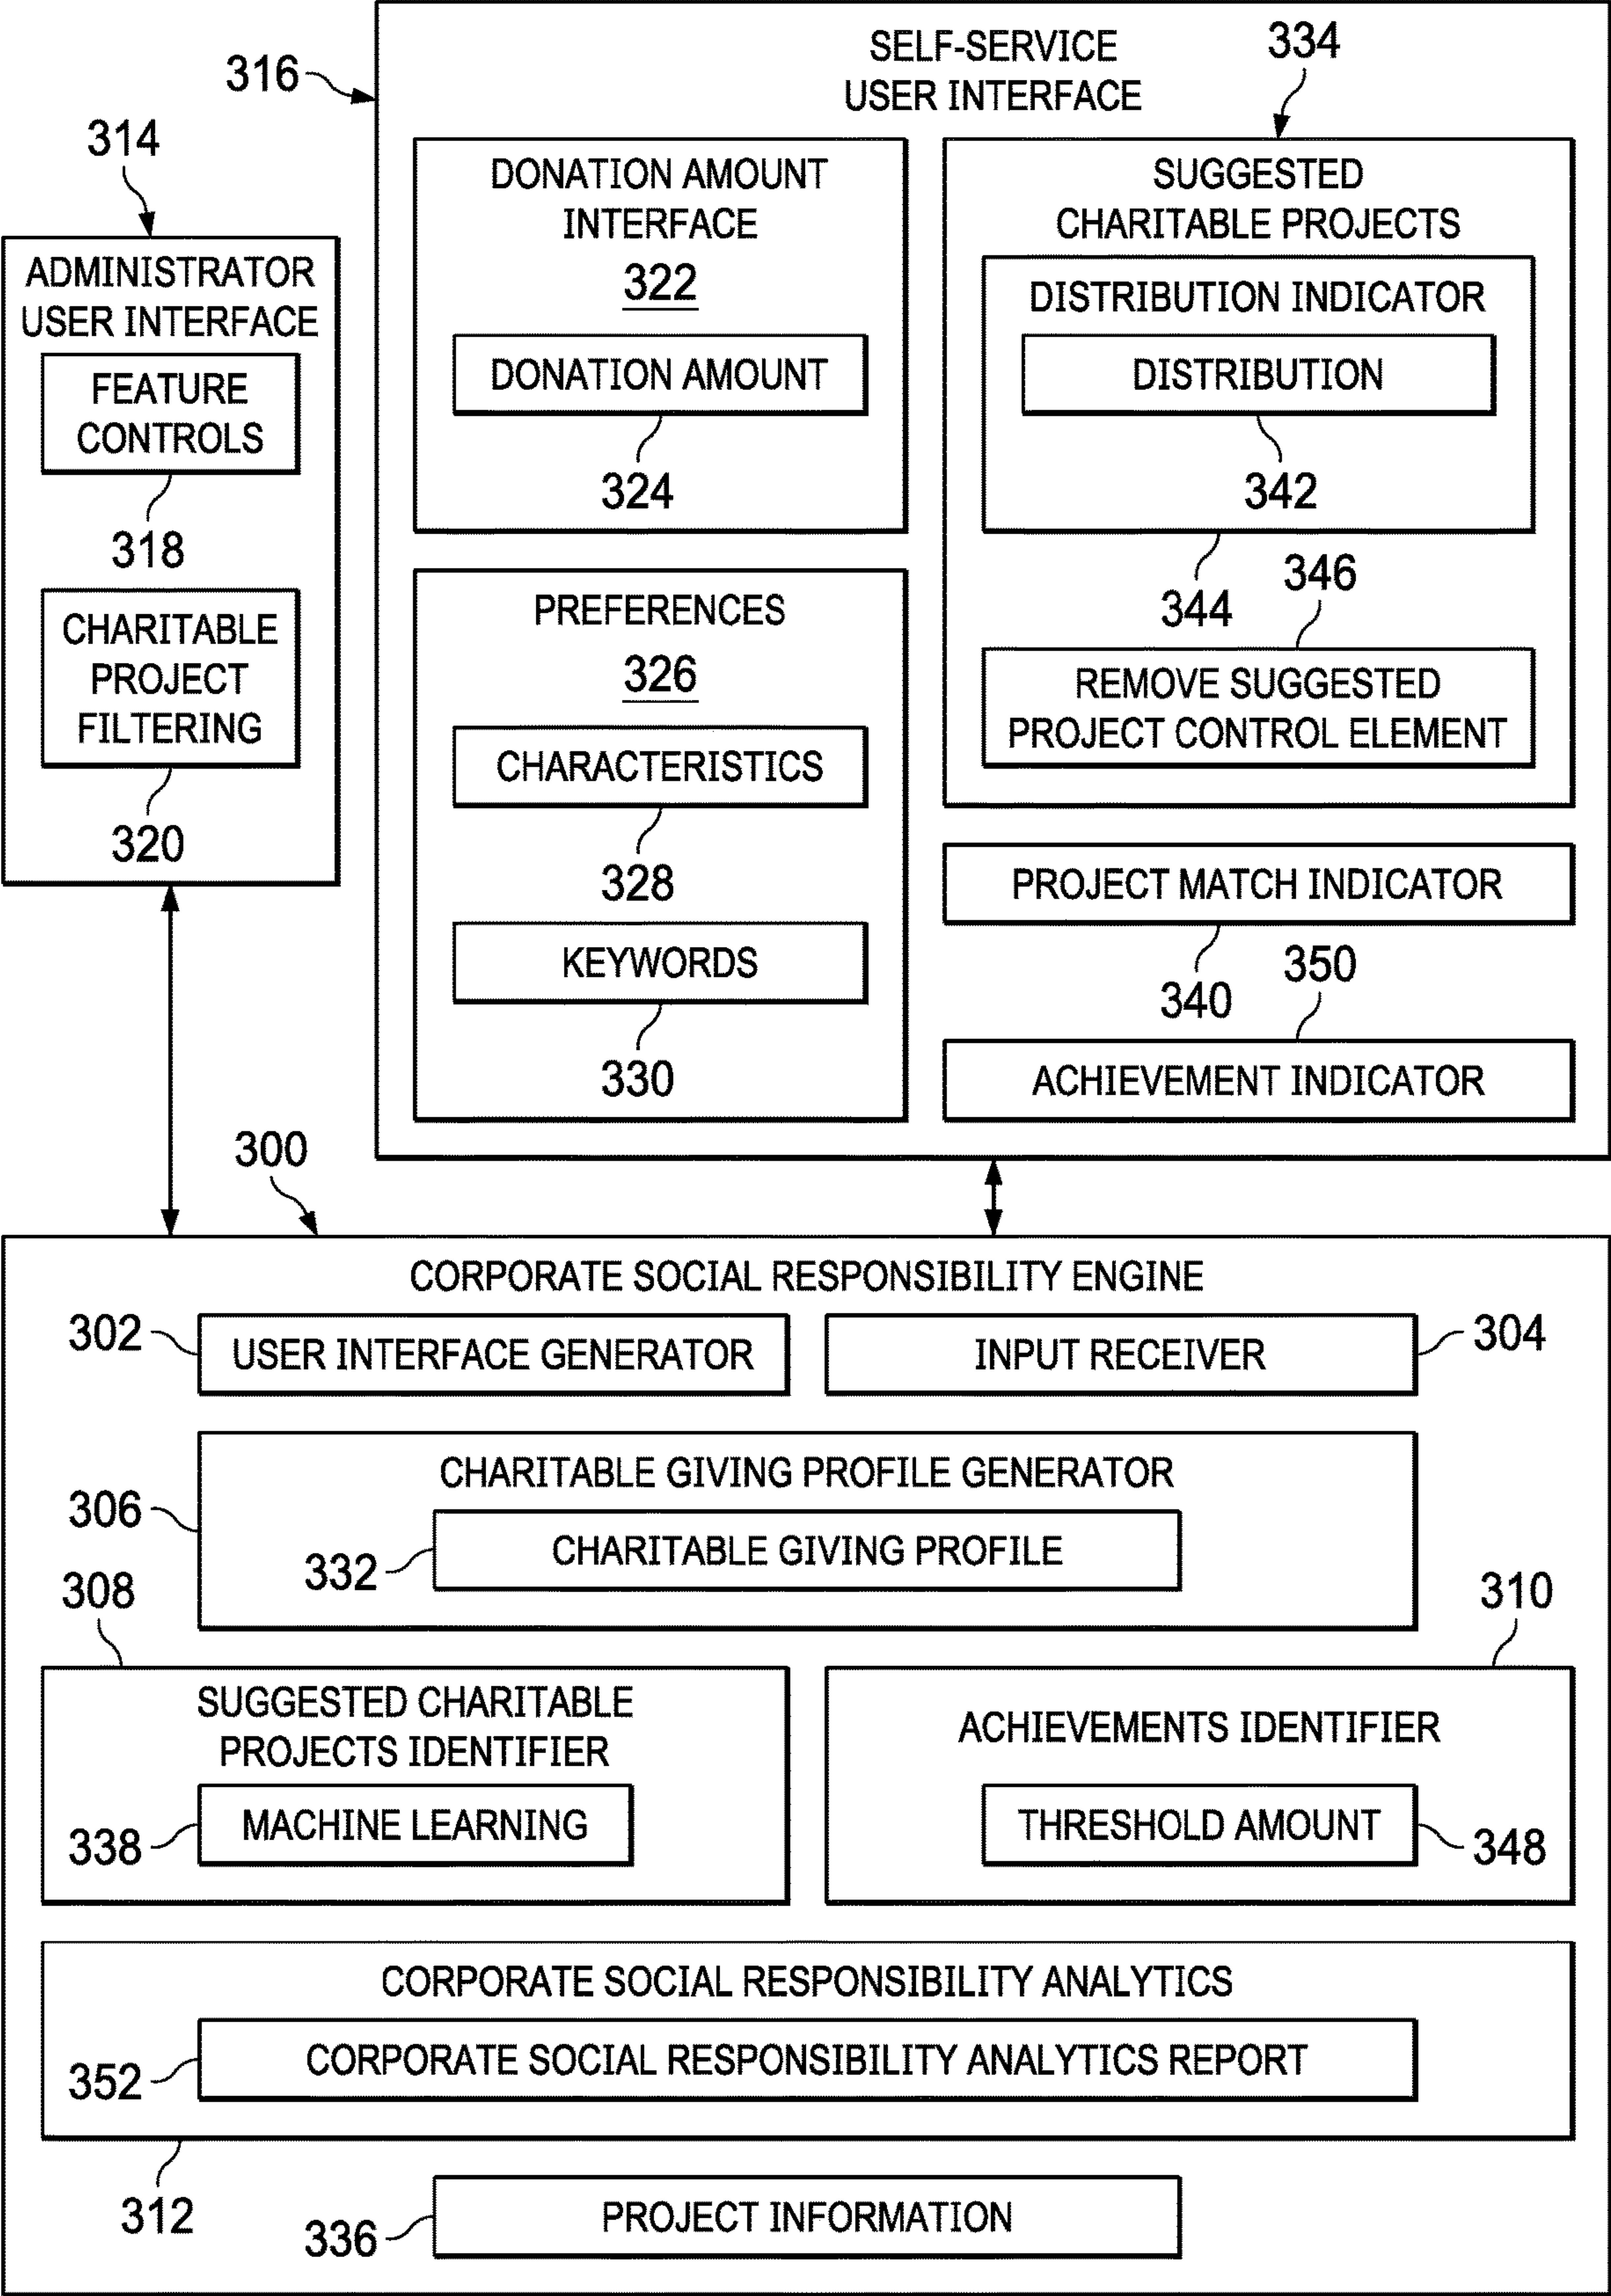 316
SELF-SERVICE
USER INTERFACE
334
314
ADMINISTRATOR
USER INTERFACE
FEATURE
CONTROLS
318
CHARITABLE
PROJECT
FILTERING
320
DONATION AMOUNT
INTERFACE
322
DONATION AMOUNT
324
PREFERENCES
326
CHARACTERISTICS
328
KEYWORDS
330
SUGGESTED
CHARITABLE PROJECTS
DISTRIBUTION INDICATOR
DISTRIBUTION
342
344
346
REMOVE SUGGESTED
PROJECT CONTROL ELEMENT
PROJECT MATCH INDICATOR
340
350
ACHIEVEMENT INDICATOR
300
CORPORATE SOCIAL RESPONSIBILITY ENGINE
302
USER INTERFACE GENERATOR
INPUT RECEIVER
304
306
CHARITABLE GIVING PROFILE GENERATOR
332
CHARITABLE GIVING PROFILE
308
SUGGESTED CHARITABLE
PROJECTS IDENTIFIER
338
MACHINE LEARNING
310
ACHIEVEMENTS IDENTIFIER
THRESHOLD AMOUNT
348
CORPORATE SOCIAL RESPONSIBILITY ANALYTICS
352
CORPORATE SOCIAL RESPONSIBILITY ANALYTICS REPORT
312
336
PROJECT INFORMATION